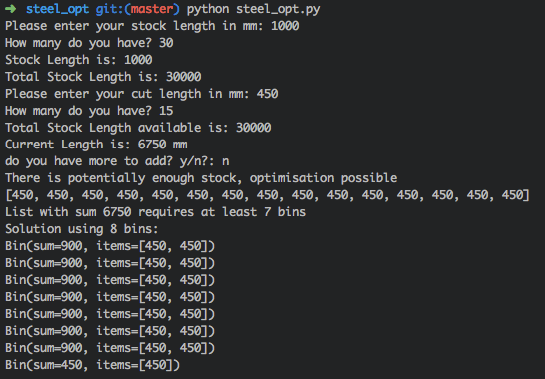 ➜ steel_opt git:(master) python steel_opt.py
Please enter your stock length in mm: 1000
How many do you have? 30
Stock Length is: 1000
Total Stock Length is: 30000
Please enter your cut length in mm: 450
How many do you have? 15
Total Stock Length available is: 30000
Current Length is: 6750 mm
do you have more to add? y/n?: n
There is potentially enough stock, optimisation possible
[450, 450, 450, 450, 450, 450, 450, 450, 450, 450, 450, 450, 450, 450, 450]
List with sum 6750 requires at least 7 bins
Solution using 8 bins:
Bin(sum=900, items=[450, 450])
Bin(sum=900, items=[450, 450])
Bin(sum=900, items=[450, 450])
Bin(sum=900, items=[450, 450])
Bin(sum=900, items=[450, 450])
Bin(sum=900, items=[450, 450])
Bin(sum=900, items=[450, 450])
Bin(sum=450, items=[450])